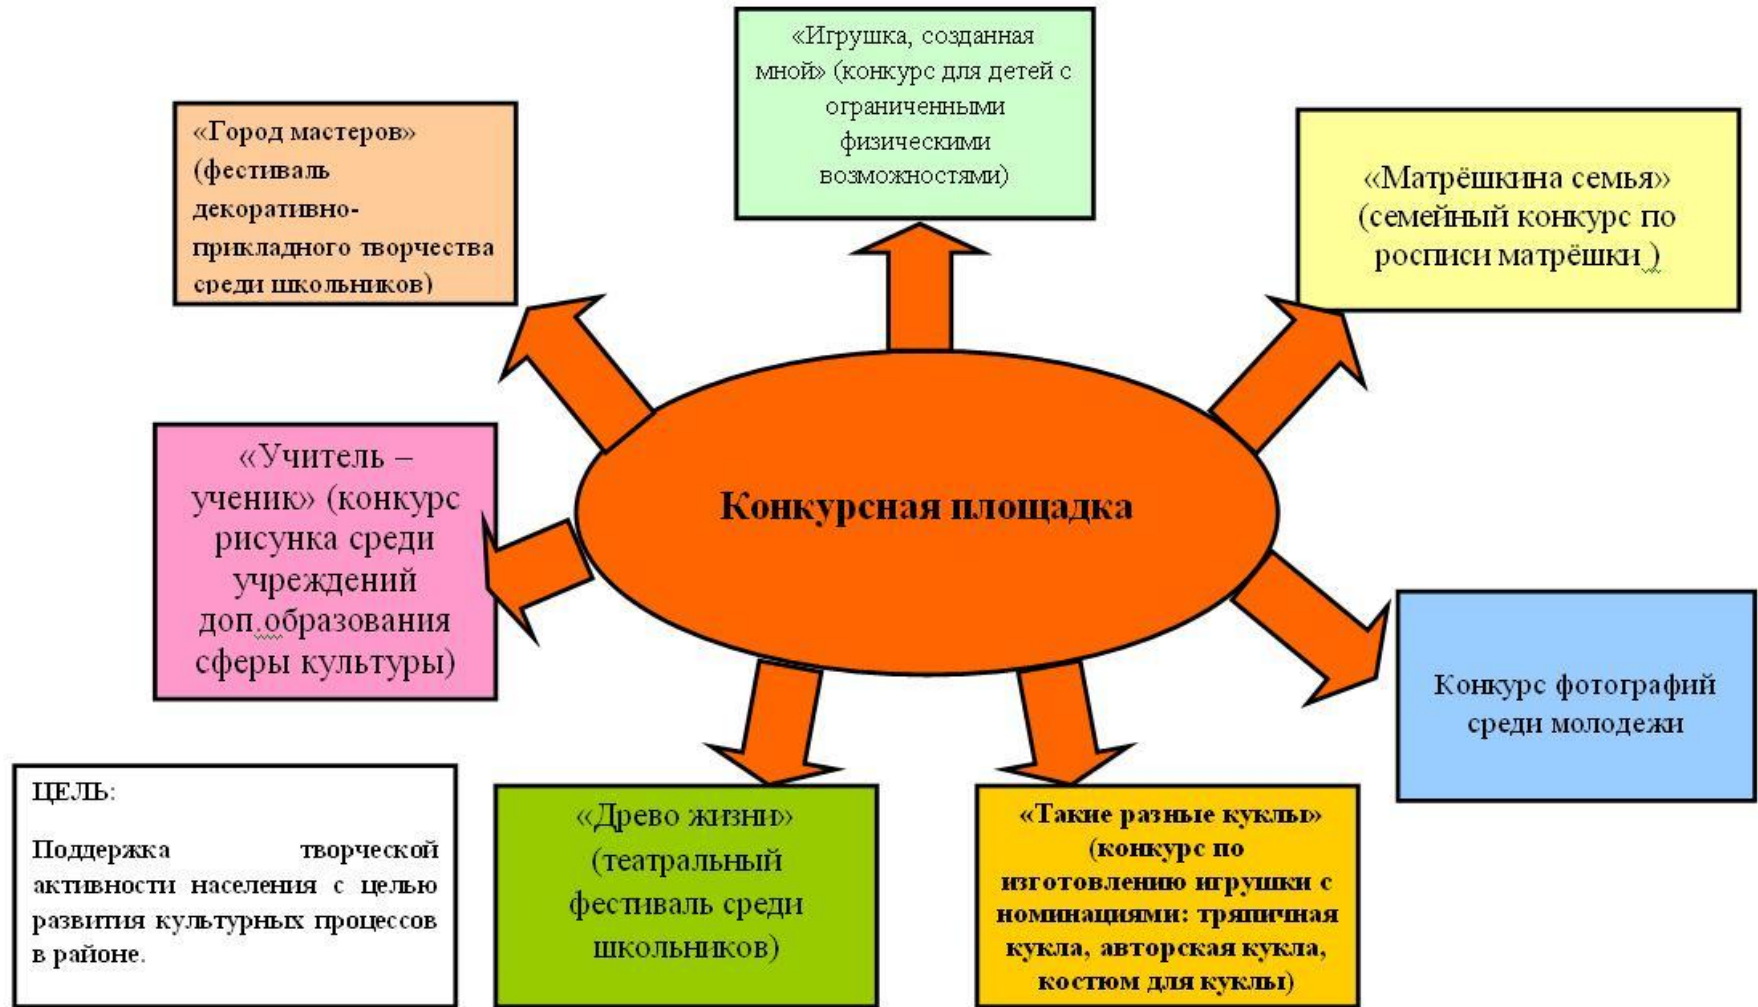 «Игрушка, созданная
мной» (конкурс для детей с
ограниченными
физическими
возможностями)
«Город мастеров»
(фестиваль
декоративно-
прикладного творчества
среди школьников)
«Матрёшкина семья»
(семейный конкурс по
росписи матрёшки )
«Учитель –
ученик» (конкурс
рисунка среди
учреждений
доп.образования
сферы культуры)
Конкурсная площадка
Конкурс фотографий
среди молодежи
ЦЕЛЬ:
Поддержка творческой
активности населения с целью
развития культурных процессов
в районе.
«Древо жизни»
(театральный
фестиваль среди
школьников)
«Такие разные куклы»
(конкурс по
изготовлению игрушки с
номинациями: тряпичная
кукла, авторская кукла,
костюм для куклы)